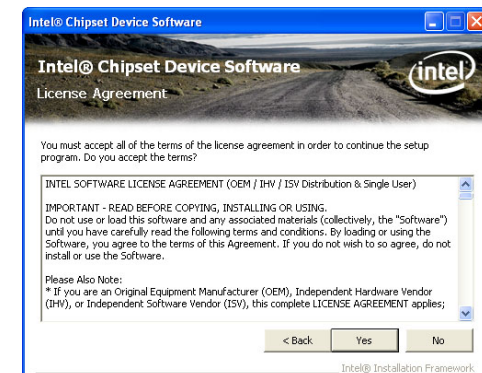 Intel® Chipset Device Software
Intel® Chipset Device Software
intel
License Agreement
You must accept all of the terms of the license agreement in order to continue the setup
program. Do you accept the terms?
INTEL SOFTWARE LICENSE AGREEMENT (OEM / IHV / ISV Distribution & Single User)
IMPORTANT - READ BEFORE COPYING, INSTALLING OR USING.
Do not use or load this software and any associated materials (collectively, the "Software")
until you have carefully read the following terms and conditions. By loading or using the
Software, you agree to the terms of this Agreement. If you do not wish to so agree, do not
install or use the Software.
Please Also Note:
* If you are an Original Equipment Manufacturer (OEM), Independent Hardware Vendor
(IHV), or Independent Software Vendor (ISV), this complete LICENSE AGREEMENT applies;
< Back Yes No
Intel® Installation Framework